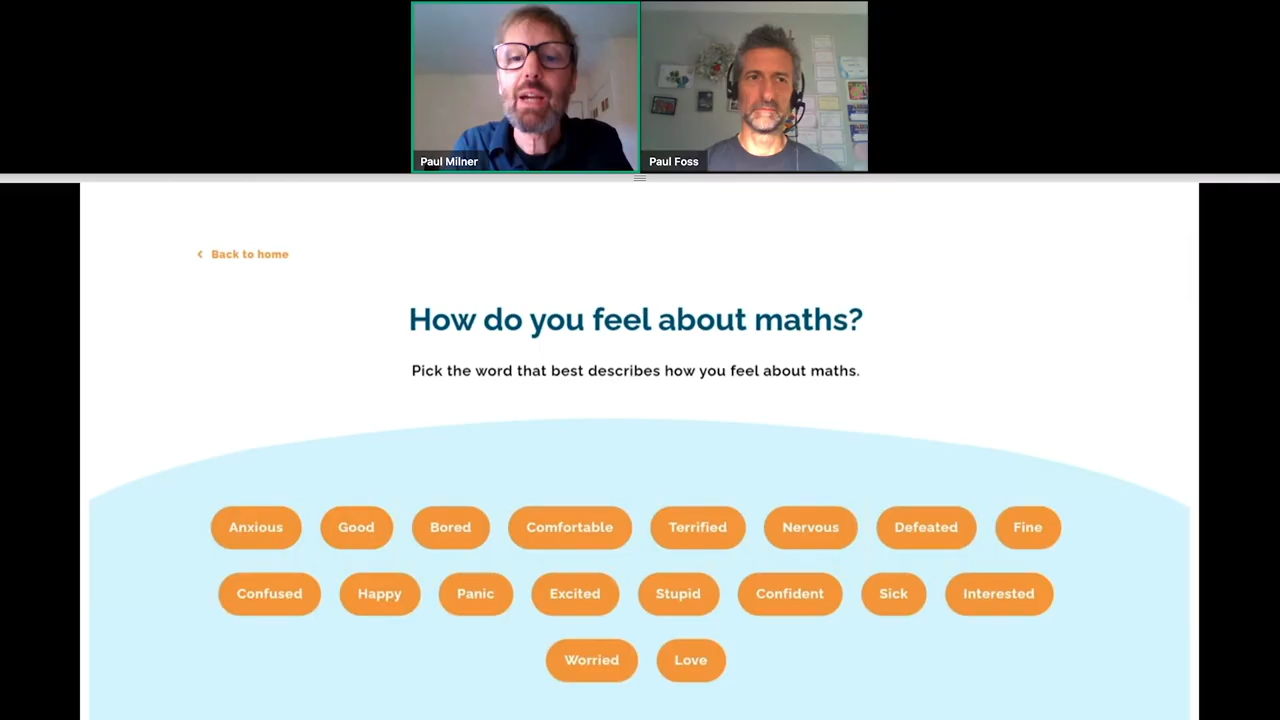 Paul Milner
Paul Foss
Back to home
How do you feel about maths?
Pick the word that best describes how you feel about maths.
Anxious Good Bored Comfortable Terrified Nervous Defeated Fine
Confused Happy Panic Excited Stupid Confident Sick Interested
Worried Love